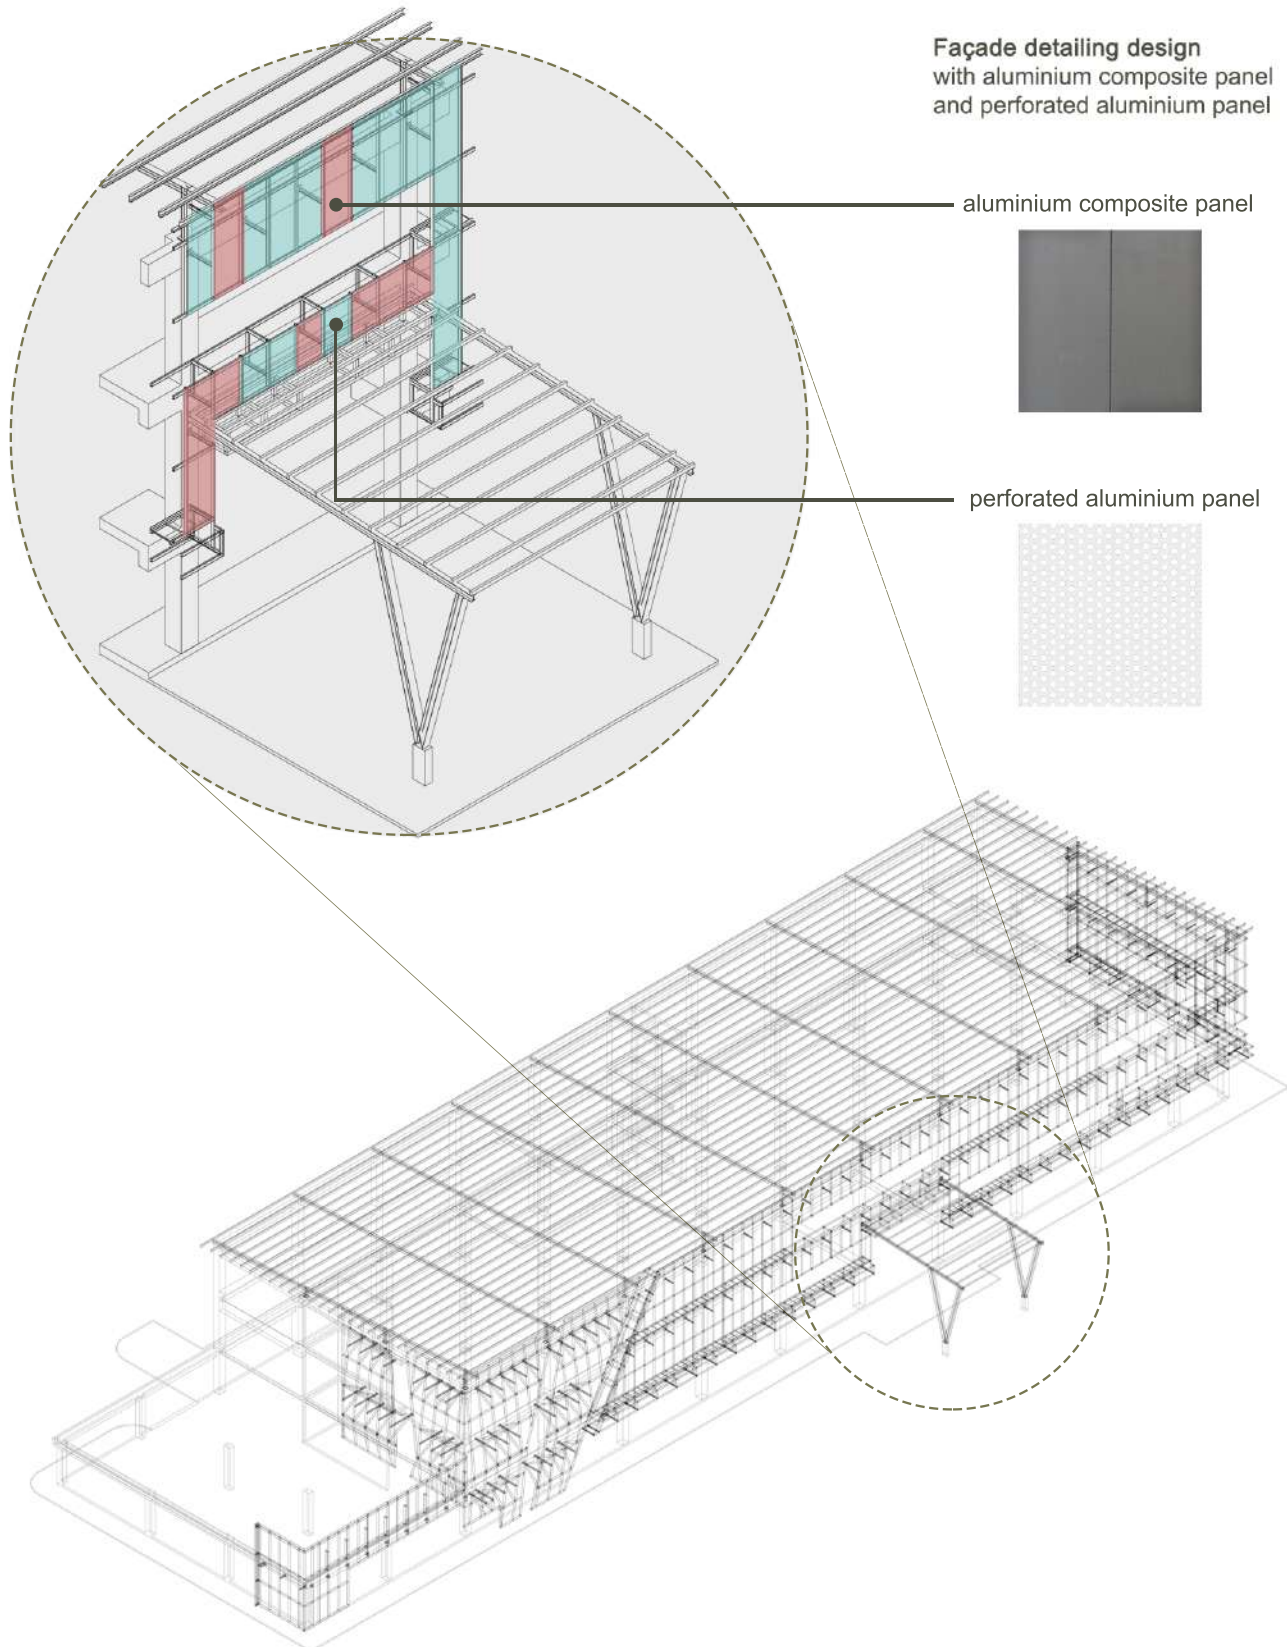 Façade detailing design
with aluminium composite panel
and perforated aluminium panel
aluminium composite panel
perforated aluminium panel